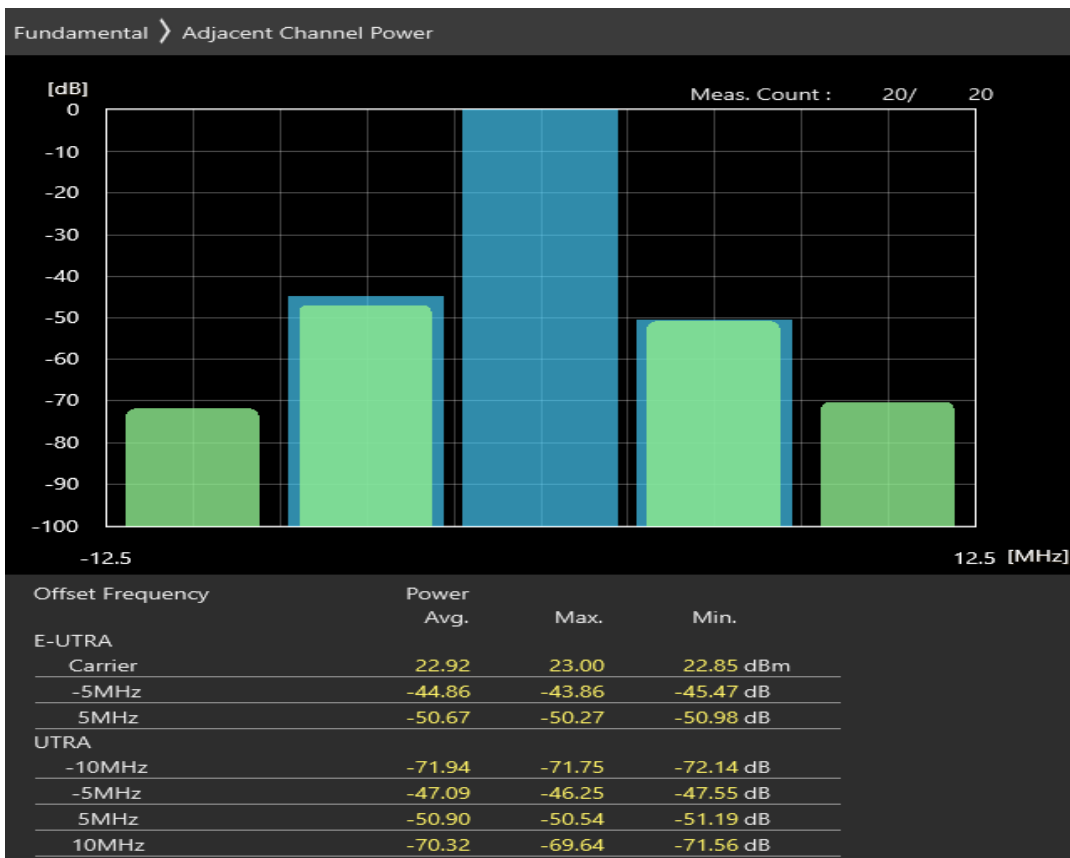 Fundamental 〉 Adjacent Channel Power
[dB]
Meas. Count : 20/ 20
0
-10
-20
-30
-40
-50
-60
-70
-80
-90
-100
-12.5 12.5 [MHz]
Offset Frequency Power
Avg. Max. Min.
E-UTRA
Carrier 22.92 23.00 22.85 dBm
-5MHz -44.86 -43.86 -45.47 dB
5MHz -50.67 -50.27 -50.98 dB
UTRA
-10MHz -71.94 -71.75 -72.14 dB
-5MHz -47.09 -46.25 -47.55 dB
5MHz -50.90 -50.54 -51.19 dB
10MHz -70.32 -69.64 -71.56 dB